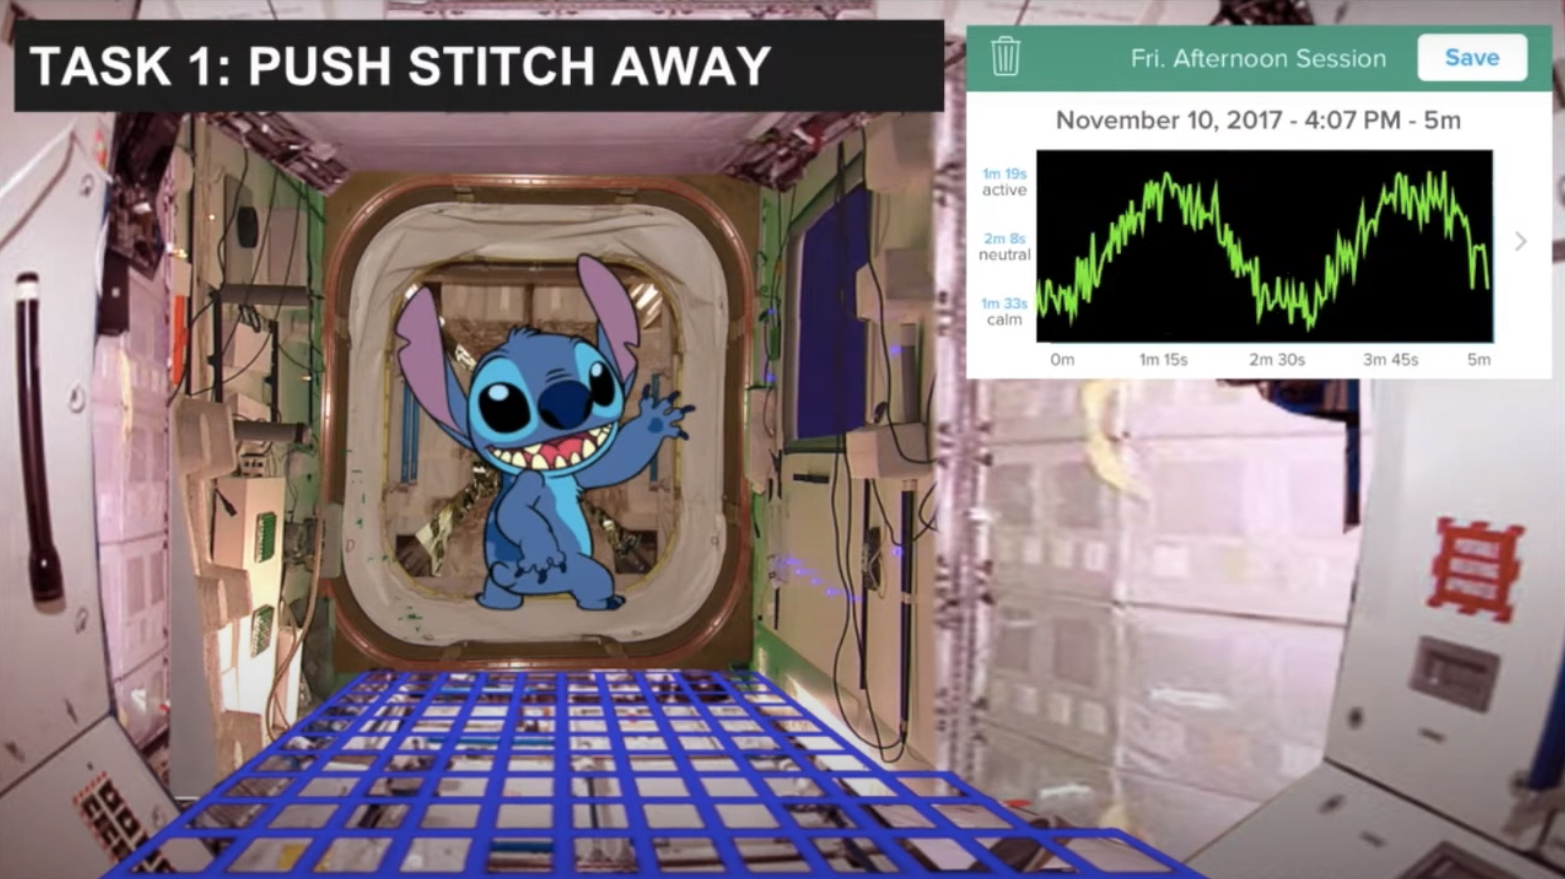 TASK 1: PUSH STITCH AWAY
Fri. Afternoon Session
Save
November 10, 2017 - 4:07 PM - 5m
1m 19s
active
2m 8s
neutral
1m 33s
calm
0m 1m 15s 2m 30s 3m 45s 5m